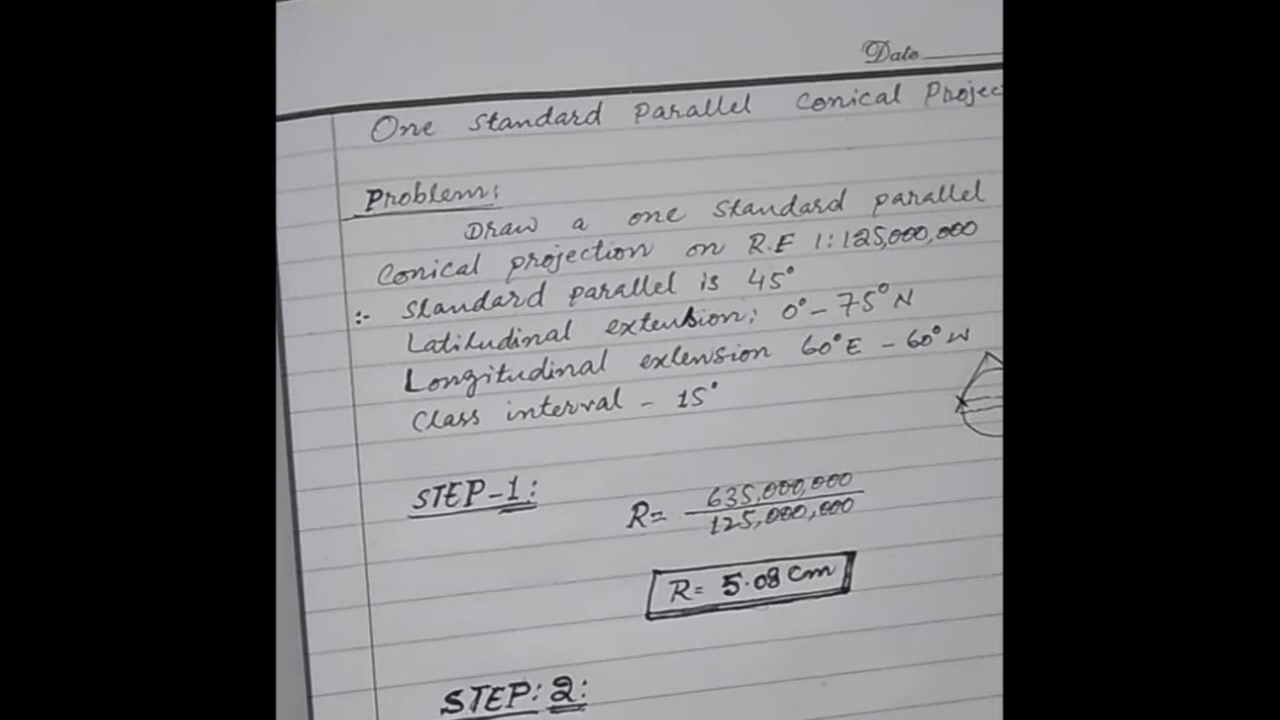 Date
One Standard Parallel Conical Projec
Problem:
Draw a one standard parallel
Conical projection on R.F 1:125,000,000
:- Standard parallel is 45°
Latitudinal extension: 0° - 75° N
Longitudinal extension 60°E - 60°W
Class interval - 15°
STEP-1:
R= 635,000,000
125,000,000
R= 5.08 Cm
STEP: 2: